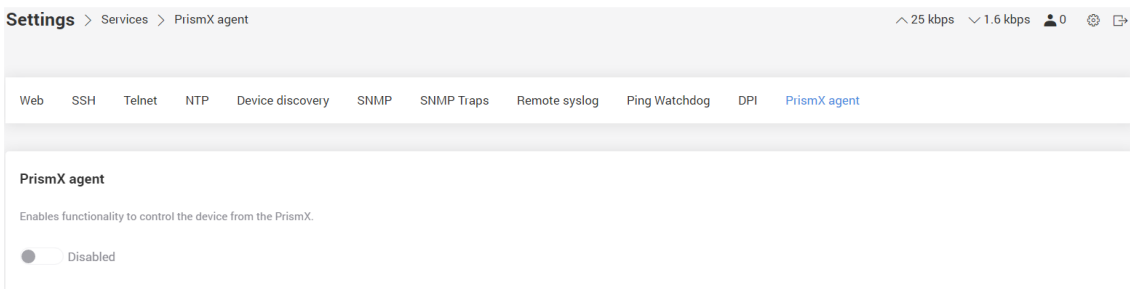 Settings > Services > PrismX agent 25 kbps 1.6 kbps 0
Web SSH Telnet NTP Device discovery SNMP SNMP Traps Remote syslog Ping Watchdog DPI PrismX agent
PrismX agent
Enables functionality to control the device from the PrismX.
Disabled